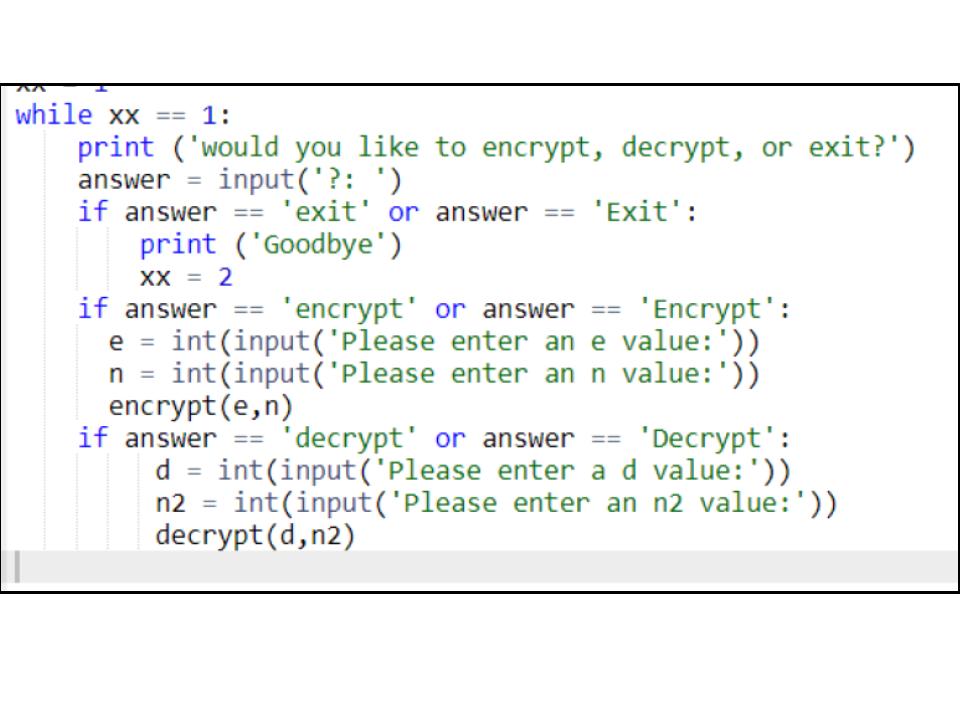 xx = 1
while xx == 1:
    print ('would you like to encrypt, decrypt, or exit?')
    answer = input('?: ')
    if answer == 'exit' or answer == 'Exit':
        print ('Goodbye')
        xx = 2
    if answer == 'encrypt' or answer == 'Encrypt':
      e = int(input('Please enter an e value:'))
      n = int(input('Please enter an n value:'))
      encrypt(e,n)
    if answer == 'decrypt' or answer == 'Decrypt':
         d = int(input('Please enter a d value:'))
         n2 = int(input('Please enter an n2 value:'))
         decrypt(d,n2)